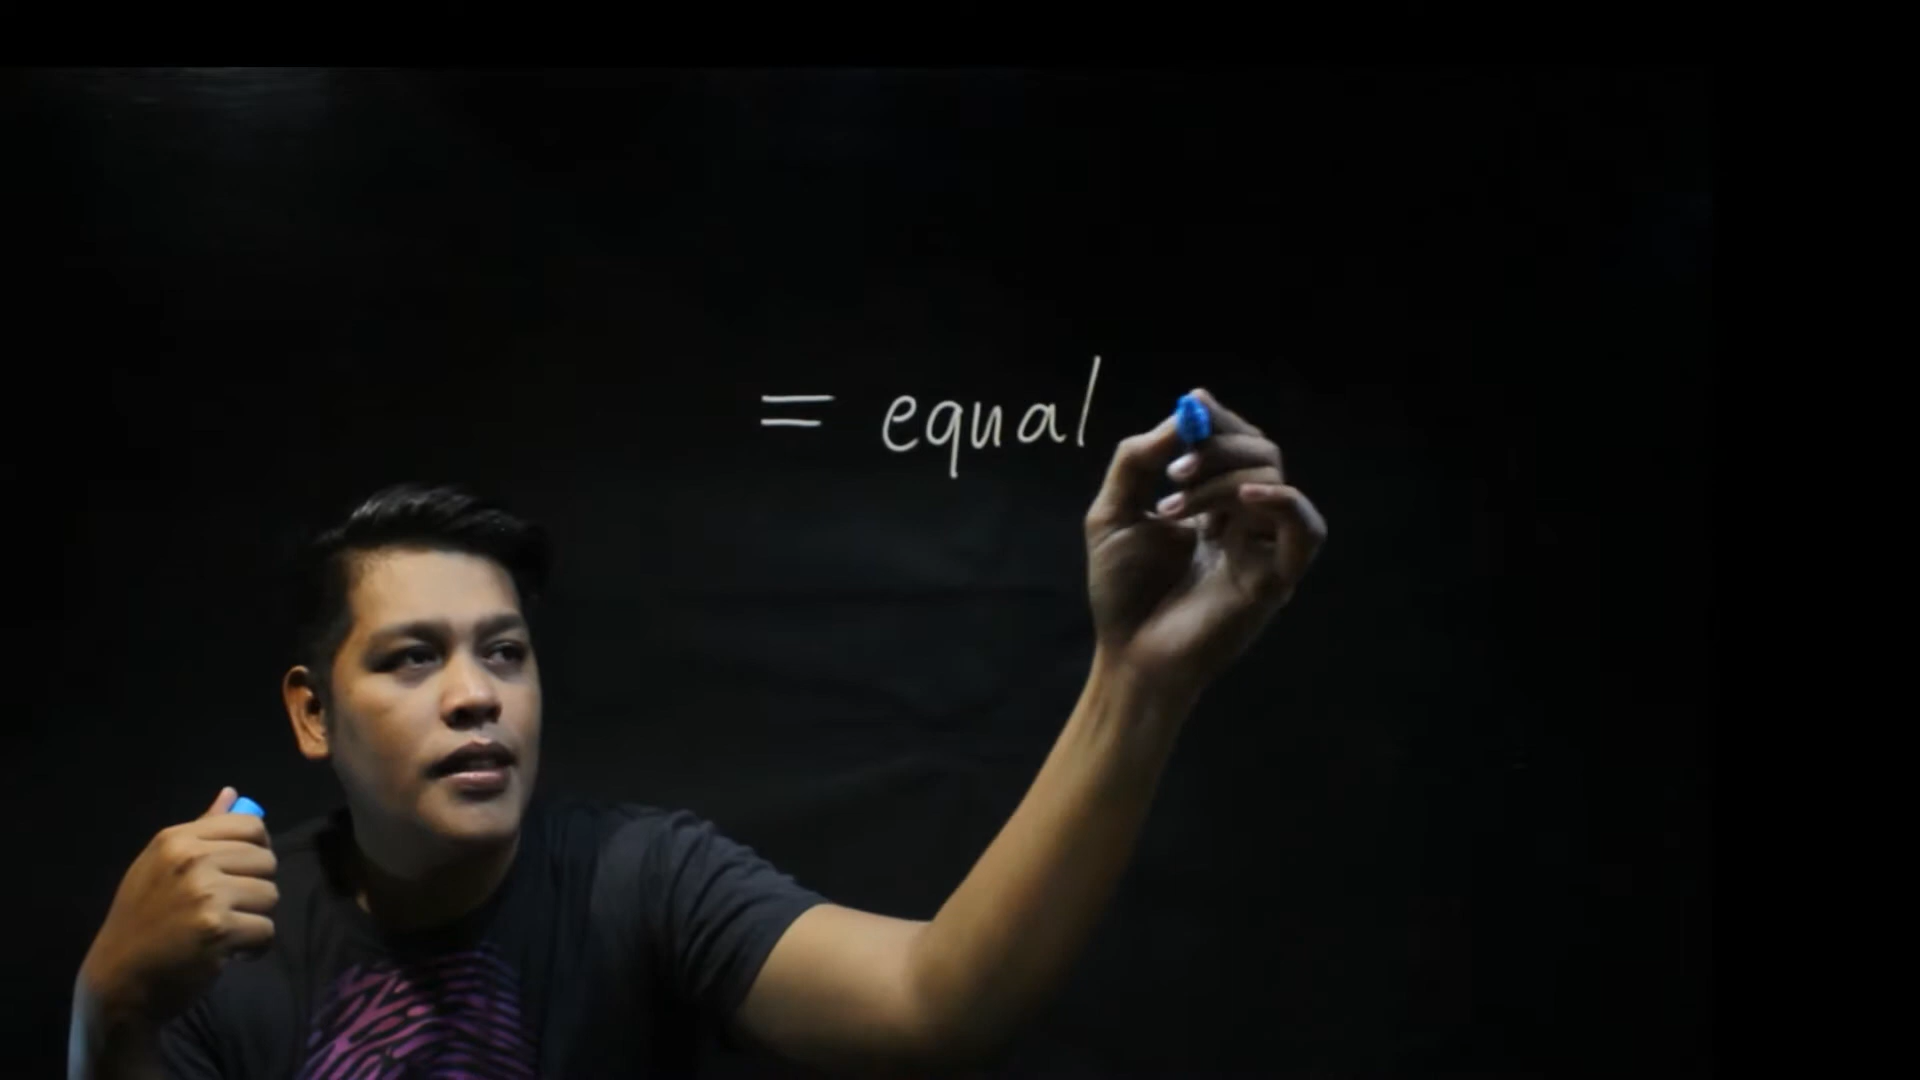 = equal